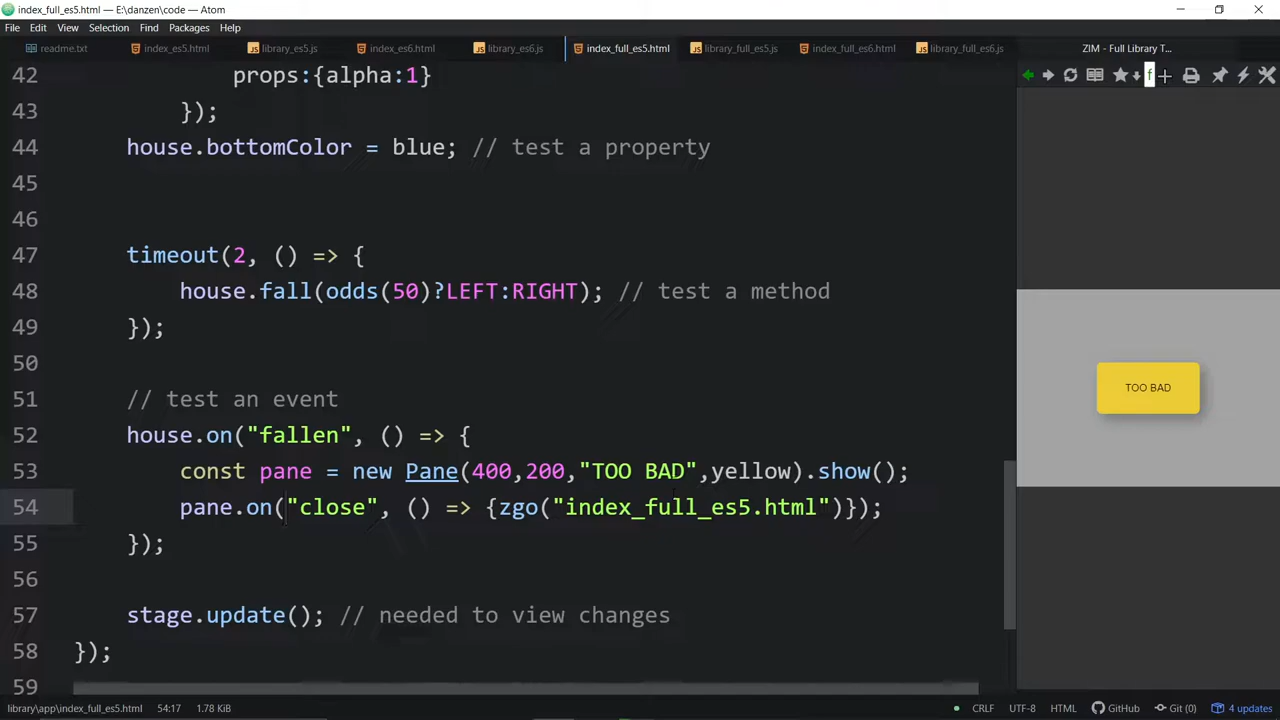 index_full_es5.html — E:\danzen\code — Atom
File Edit View Selection Find Packages Help
readme.txt index_es5.html library_es5.js index_es6.html library_es6.js index_full_es5.html library_full_es5.js index_full_es6.html library_full_es6.js ZIM - Full Library T...
42 props:{alpha:1}
43 });
44 house.bottomColor = blue; // test a property
45
46
47 timeout(2, () => {
48 house.fall(odds(50)?LEFT:RIGHT); // test a method
49 });
50
51 // test an event
52 house.on("fallen", () => {
53 const pane = new Pane(400,200,"TOO BAD",yellow).show();
54 pane.on("close", () => {zgo("index_full_es5.html")});
55 });
56
57 stage.update(); // needed to view changes
58 });
59
f
TOO BAD
library\app\index_full_es5.html 54:17 1.78 KiB CRLF UTF-8 HTML GitHub Git (0) 4 updates